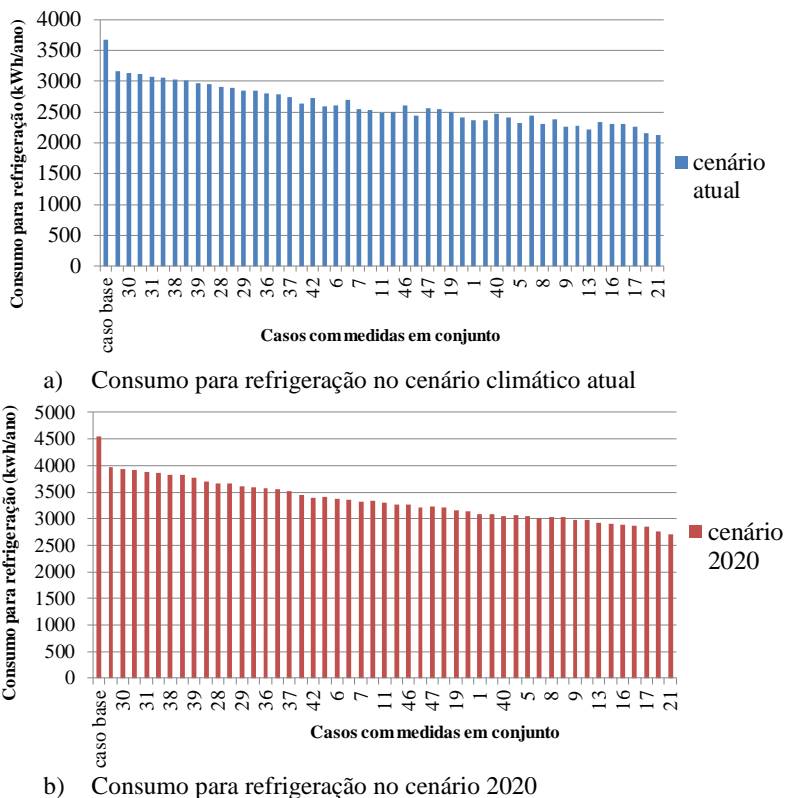 Consumo para refrigeração (kWh/ano)
4000
3500
3000
2500
2000
1500
1000
500
0
caso base 30 31 38 39 28 29 36 37 42 6 7 11 46 47 19 1 40 5 8 9 13 16 17 21
Casos com medidas em conjunto
cenário
atual
a) Consumo para refrigeração no cenário climático atual
Consumo para refrigeração (kwh/ano)
5000
4500
4000
3500
3000
2500
2000
1500
1000
500
0
caso base 30 31 38 39 28 29 36 37 42 6 7 11 46 47 19 1 40 5 8 9 13 16 17 21
Casos com medidas em conjunto
cenário
2020
b) Consumo para refrigeração no cenário 2020